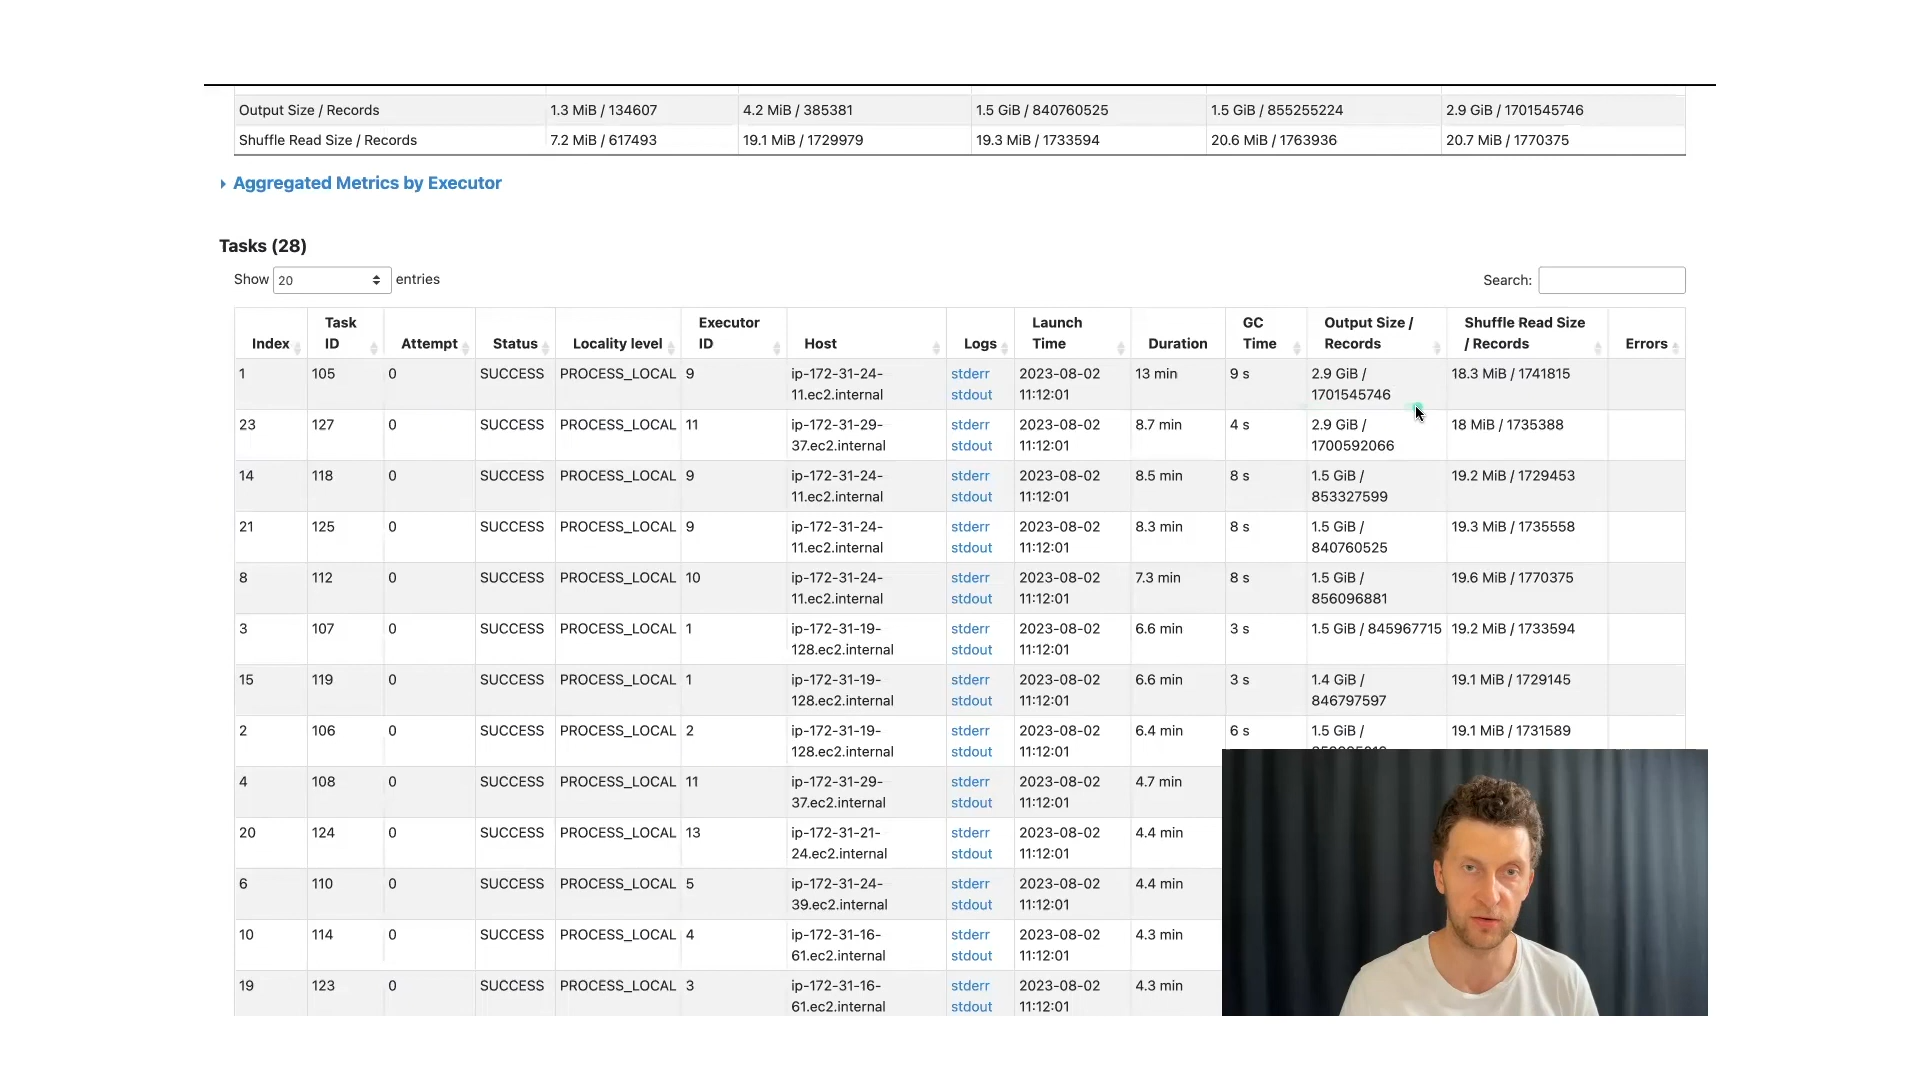 Output Size / Records 1.3 MiB / 134607 4.2 MiB / 385381 1.5 GiB / 840760525 1.5 GiB / 855255224 2.9 GiB / 1701545746
Shuffle Read Size / Records 7.2 MiB / 617493 19.1 MiB / 1729979 19.3 MiB / 1733594 20.6 MiB / 1763936 20.7 MiB / 1770375
Aggregated Metrics by Executor
Tasks (28)
Show 20 entries Search:
Task Executor Launch GC Output Size / Shuffle Read Size
Index ID Attempt Status Locality level ID Host Logs Time Duration Time Records / Records Errors
1 105 0 SUCCESS PROCESS_LOCAL 9 ip-172-31-24- stderr 2023-08-02 13 min 9 s 2.9 GiB / 18.3 MiB / 1741815
11.ec2.internal stdout 11:12:01 1701545746
23 127 0 SUCCESS PROCESS_LOCAL 11 ip-172-31-29- stderr 2023-08-02 8.7 min 4 s 2.9 GiB / 18 MiB / 1735388
37.ec2.internal stdout 11:12:01 1700592066
14 118 0 SUCCESS PROCESS_LOCAL 9 ip-172-31-24- stderr 2023-08-02 8.5 min 8 s 1.5 GiB / 19.2 MiB / 1729453
11.ec2.internal stdout 11:12:01 853327599
21 125 0 SUCCESS PROCESS_LOCAL 9 ip-172-31-24- stderr 2023-08-02 8.3 min 8 s 1.5 GiB / 19.3 MiB / 1735558
11.ec2.internal stdout 11:12:01 840760525
8 112 0 SUCCESS PROCESS_LOCAL 10 ip-172-31-24- stderr 2023-08-02 7.3 min 8 s 1.5 GiB / 19.6 MiB / 1770375
11.ec2.internal stdout 11:12:01 856096881
3 107 0 SUCCESS PROCESS_LOCAL 1 ip-172-31-19- stderr 2023-08-02 6.6 min 3 s 1.5 GiB / 845967715 19.2 MiB / 1733594
128.ec2.internal stdout 11:12:01
15 119 0 SUCCESS PROCESS_LOCAL 1 ip-172-31-19- stderr 2023-08-02 6.6 min 3 s 1.4 GiB / 19.1 MiB / 1729145
128.ec2.internal stdout 11:12:01 846797597
2 106 0 SUCCESS PROCESS_LOCAL 2 ip-172-31-19- stderr 2023-08-02 6.4 min 6 s 1.5 GiB / 19.1 MiB / 1731589
128.ec2.internal stdout 11:12:01
4 108 0 SUCCESS PROCESS_LOCAL 11 ip-172-31-29- stderr 2023-08-02 4.7 min
37.ec2.internal stdout 11:12:01
20 124 0 SUCCESS PROCESS_LOCAL 13 ip-172-31-21- stderr 2023-08-02 4.4 min
24.ec2.internal stdout 11:12:01
6 110 0 SUCCESS PROCESS_LOCAL 5 ip-172-31-24- stderr 2023-08-02 4.4 min
39.ec2.internal stdout 11:12:01
10 114 0 SUCCESS PROCESS_LOCAL 4 ip-172-31-16- stderr 2023-08-02 4.3 min
61.ec2.internal stdout 11:12:01
19 123 0 SUCCESS PROCESS_LOCAL 3 ip-172-31-16- stderr 2023-08-02 4.3 min
61.ec2.internal stdout 11:12:01